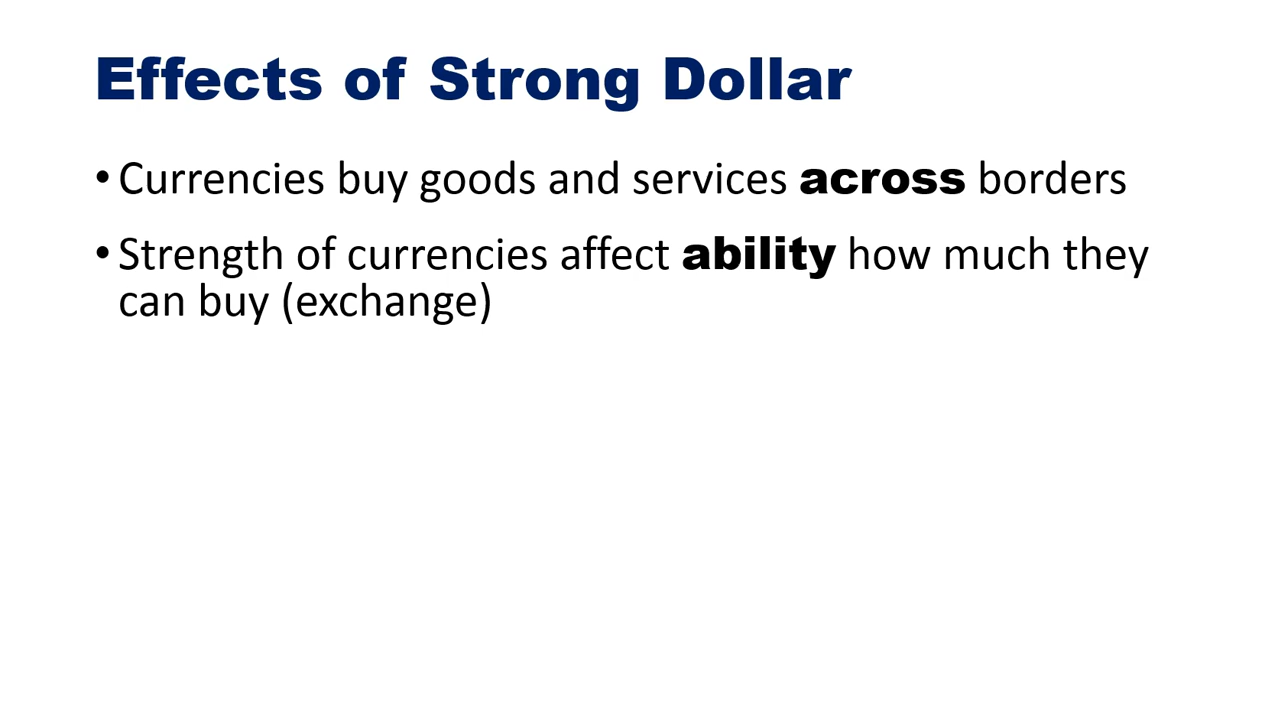 Effects of Strong Dollar
• Currencies buy goods and services across borders
• Strength of currencies affect ability how much they
can buy (exchange)